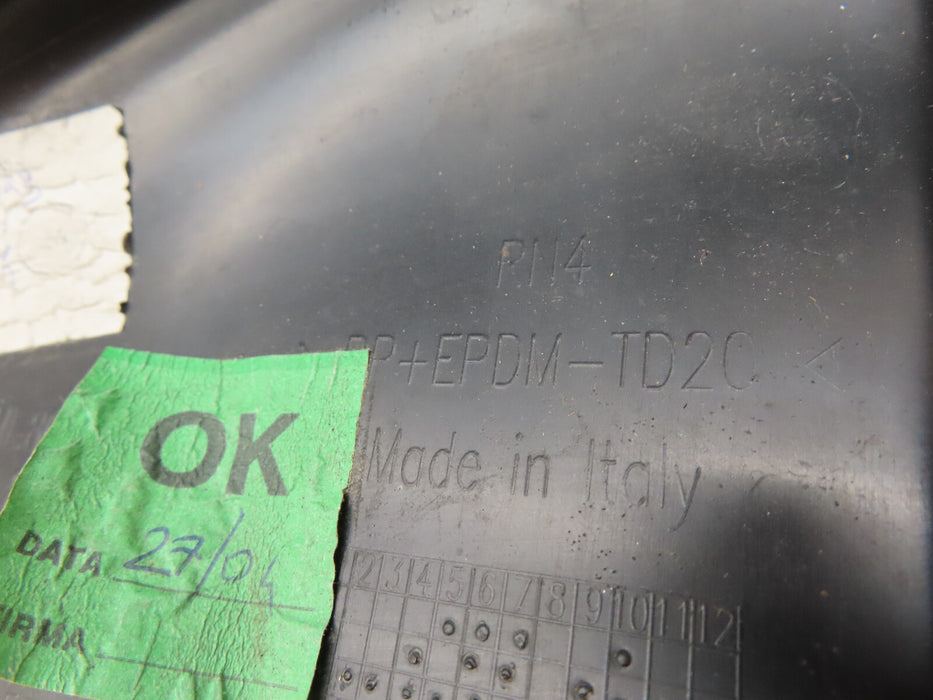 PN4
> PP+EPDM-TD20 <
Made in Italy
OK
DATA 27/04
FIRMA
2 3 4 5 6 7 8 9 10 11 12